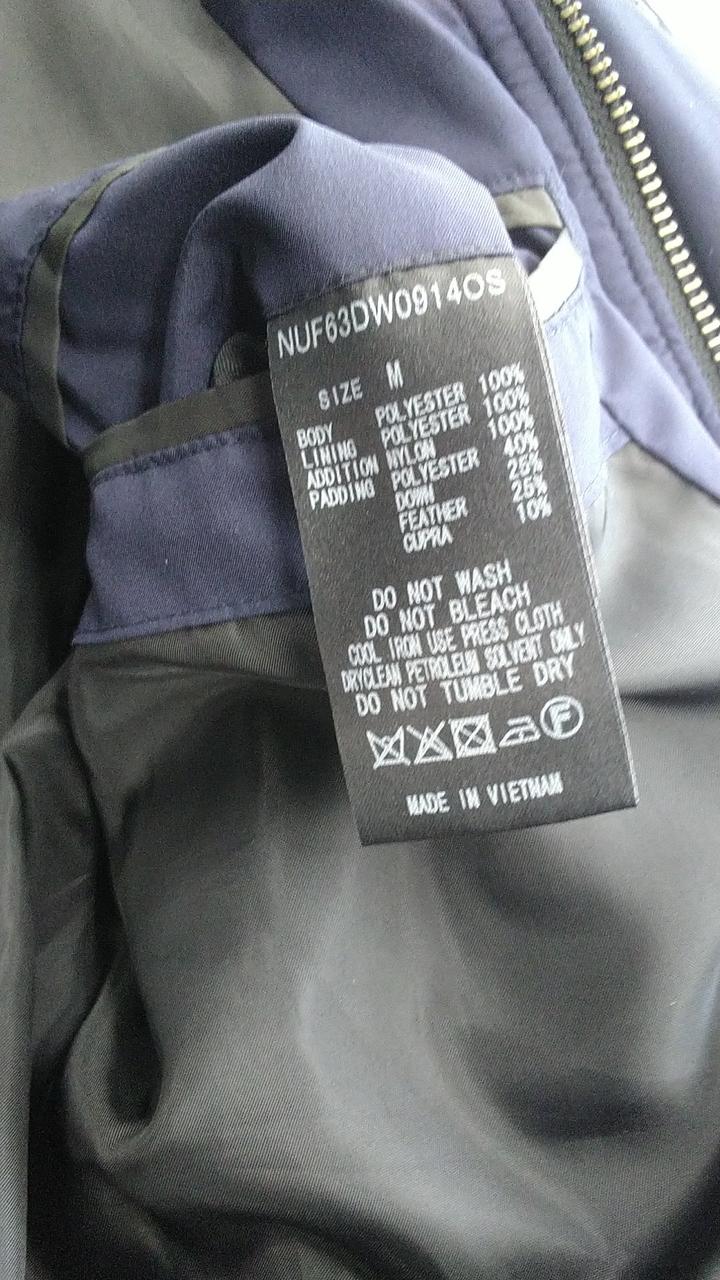 NUF63DW0914OS
SIZE M
BODY POLYESTER 100%
LINING POLYESTER 100%
ADDITION NYLON 100%
PADDING POLYESTER 40%
DOWN 25%
FEATHER 25%
CUPRA 10%
DO NOT WASH
DO NOT BLEACH
COOL IRON USE PRESS CLOTH
DRYCLEAN PETROLEUM SOLVENT ONLY
DO NOT TUMBLE DRY
F
MADE IN VIETNAM